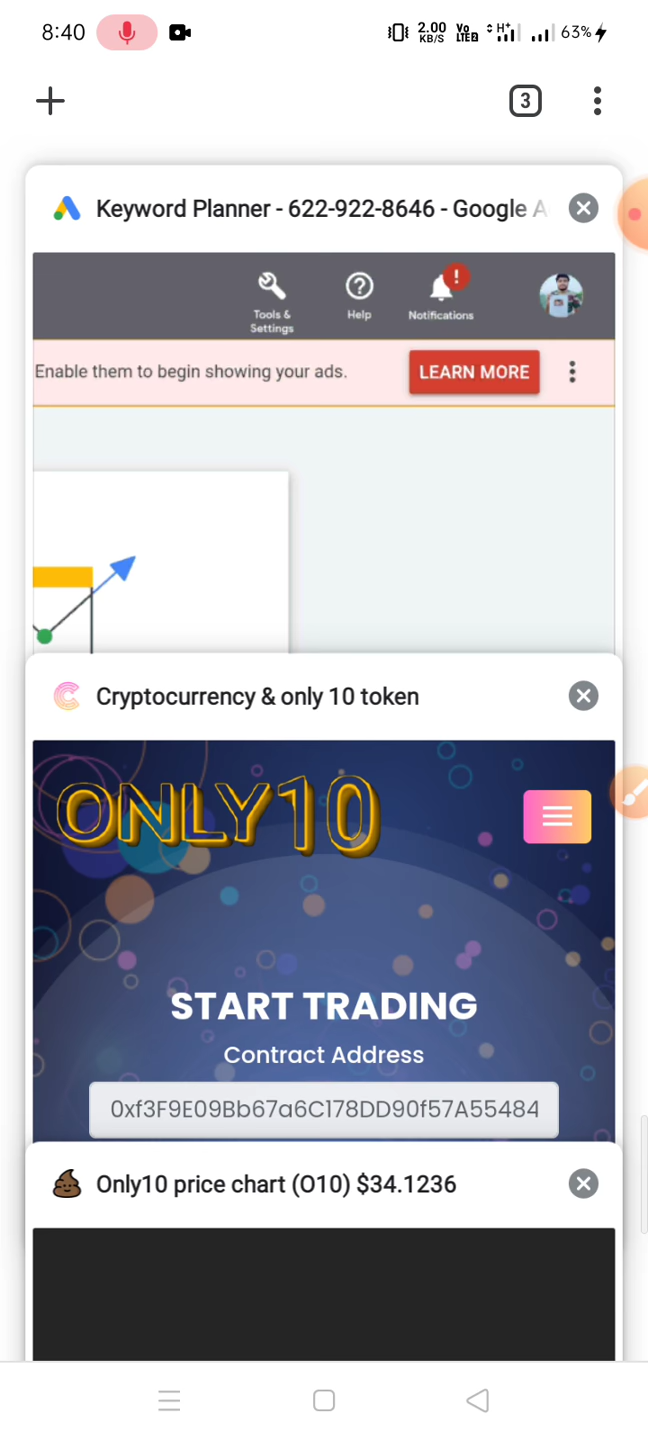 8:40 2.00 KB/S Vo LTE2 H+ 63%
3
Keyword Planner - 622-922-8646 - Google A
!
Tools & Settings Help Notifications
Enable them to begin showing your ads. LEARN MORE
Cryptocurrency & only 10 token
ONLY10
START TRADING
Contract Address
0xf3F9E09Bb67a6C178DD90f57A55484
Only10 price chart (O10) $34.1236